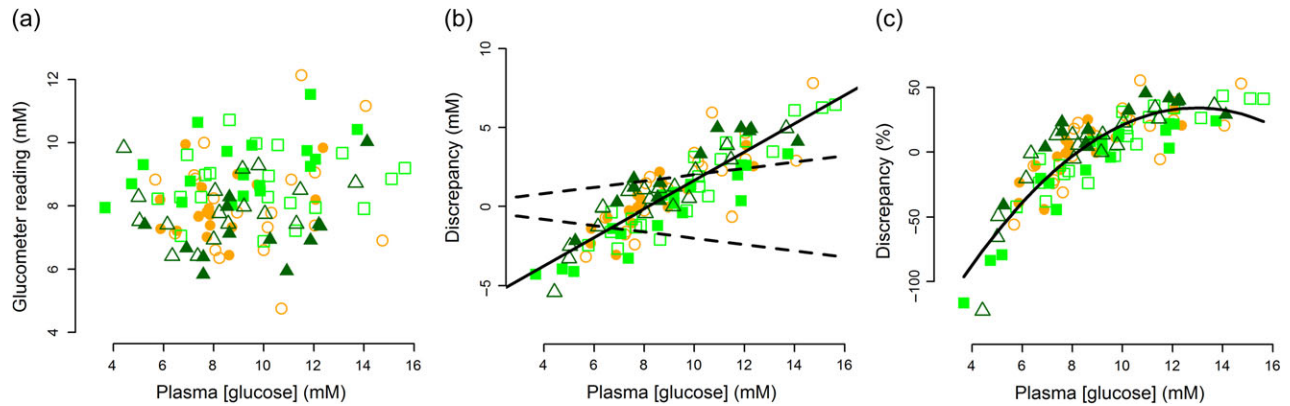 (a)
Glucometer reading (mM)
12
10
8
6
4
4 6 8 10 12 14 16
Plasma [glucose] (mM)
(b)
Discrepancy (mM)
10
5
0
−5
4 6 8 10 12 14 16
Plasma [glucose] (mM)
(c)
Discrepancy (%)
50
0
−50
−100
4 6 8 10 12 14 16
Plasma [glucose] (mM)